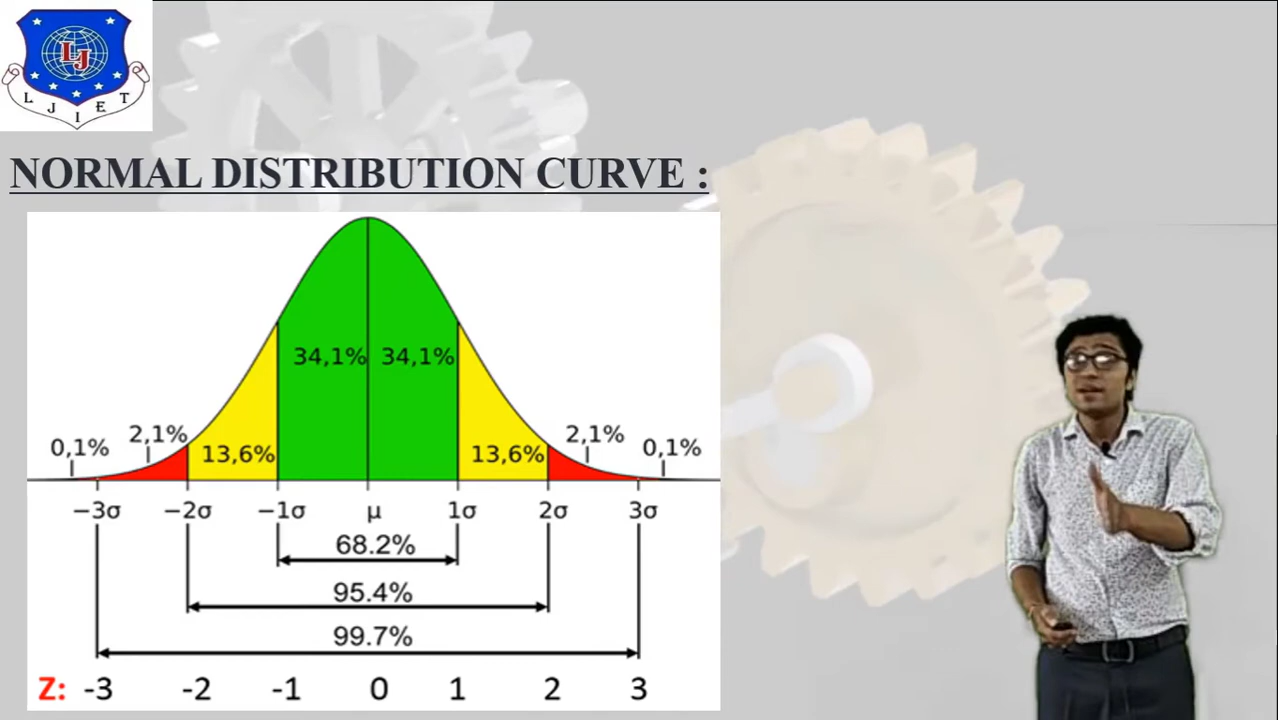 LJ
L J I E T
NORMAL DISTRIBUTION CURVE :
34,1% 34,1%
0,1% 2,1% 13,6% 13,6% 2,1% 0,1%
−3σ −2σ −1σ μ 1σ 2σ 3σ
68.2%
95.4%
99.7%
Z: -3 -2 -1 0 1 2 3